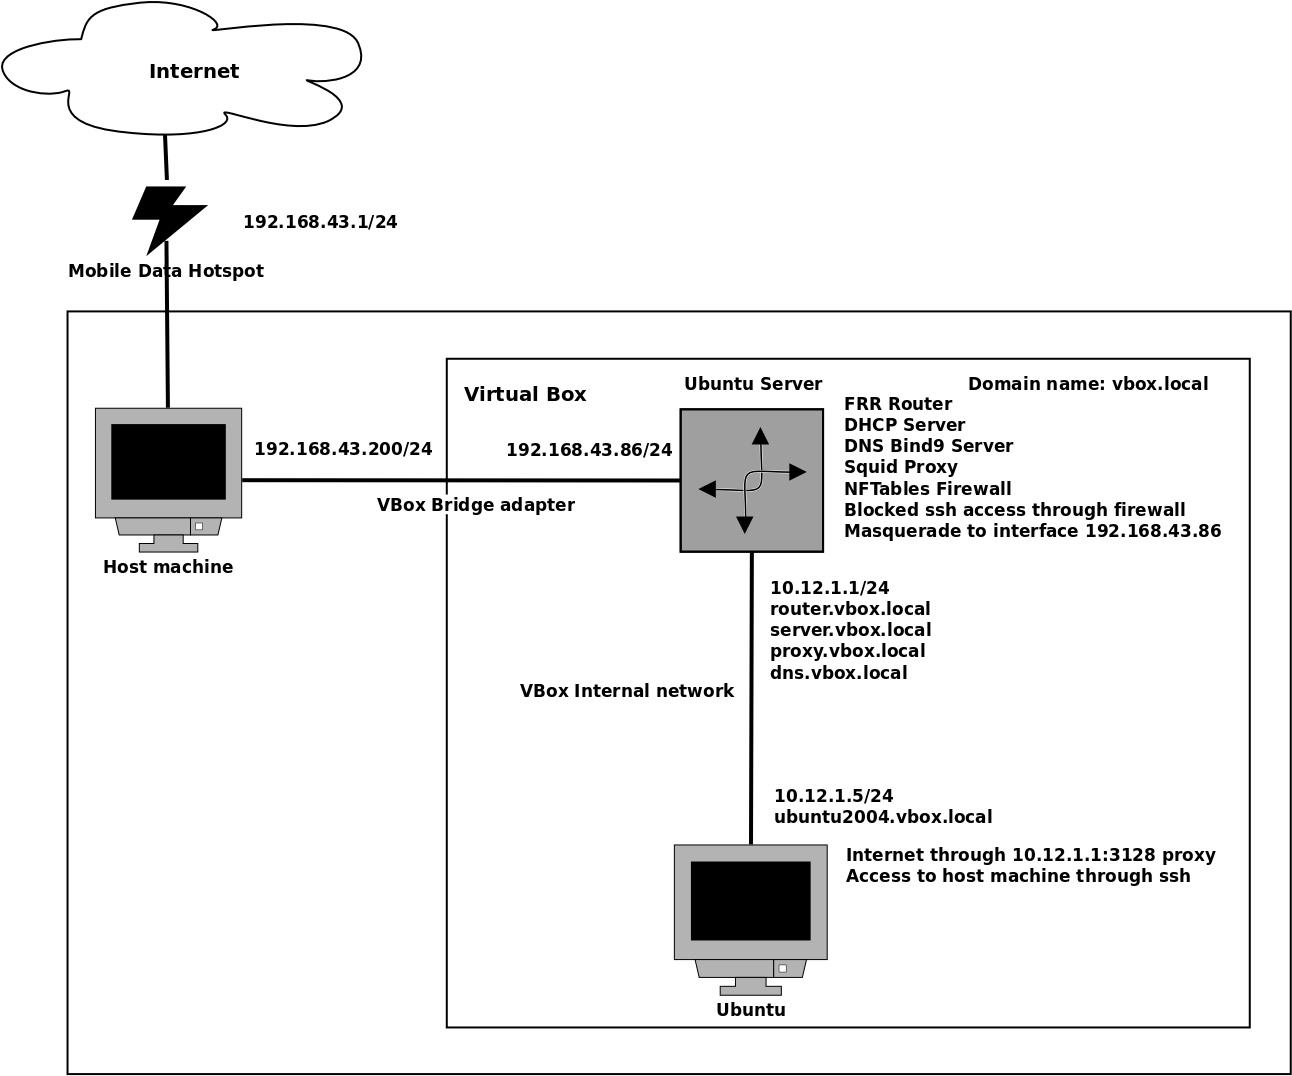 Internet
192.168.43.1/24
Mobile Data Hotspot
Virtual Box
Ubuntu Server
Domain name: vbox.local
FRR Router
DHCP Server
DNS Bind9 Server
Squid Proxy
NFTables Firewall
Blocked ssh access through firewall
Masquerade to interface 192.168.43.86
192.168.43.200/24
192.168.43.86/24
VBox Bridge adapter
Host machine
10.12.1.1/24
router.vbox.local
server.vbox.local
proxy.vbox.local
dns.vbox.local
VBox Internal network
10.12.1.5/24
ubuntu2004.vbox.local
Internet through 10.12.1.1:3128 proxy
Access to host machine through ssh
Ubuntu